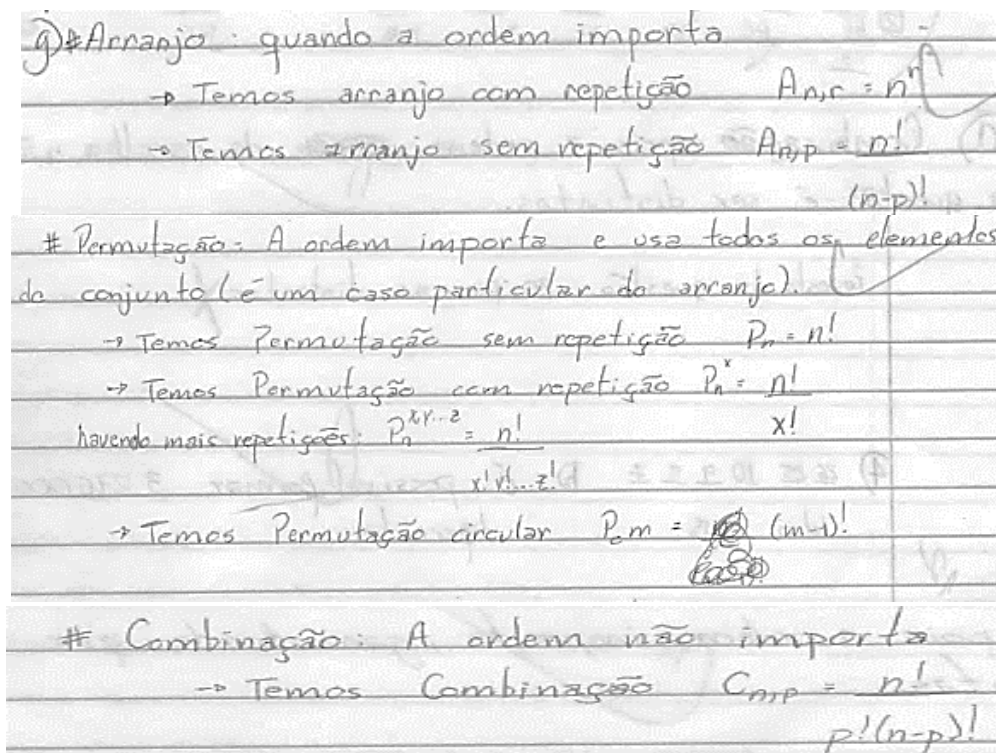 g) # Arranjo: quando a ordem importa
→ Temos arranjo com repetição A n,r = n^r
→ Temos arranjo sem repetição A n,p = n!
(n-p)!
# Permutação: A ordem importa e usa todos os elementos
do conjunto (é um caso particular do arranjo).
→ Temos Permutação sem repetição Pn = n!
→ Temos Permutação com repetição Pn^x = n!
x!
havendo mais repetições: Pn^x,y...z = n!
x!y!...z!
→ Temos Permutação circular Pc m = (m-1)!
# Combinação: A ordem não importa
→ Temos Combinação C n,p = n!
p!(n-p)!